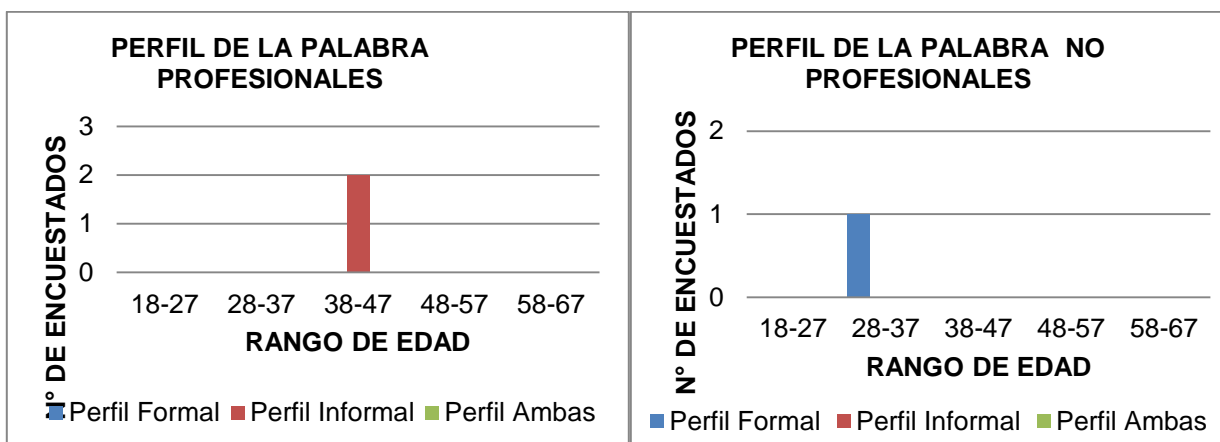 PERFIL DE LA PALABRA
PROFESIONALES
N° DE ENCUESTADOS
3
2
1
0
18-27 28-37 38-47 48-57 58-67
RANGO DE EDAD
Perfil Formal Perfil Informal Perfil Ambas
PERFIL DE LA PALABRA NO
PROFESIONALES
N° DE ENCUESTADOS
2
1
0
18-27 28-37 38-47 48-57 58-67
RANGO DE EDAD
Perfil Formal Perfil Informal Perfil Ambas